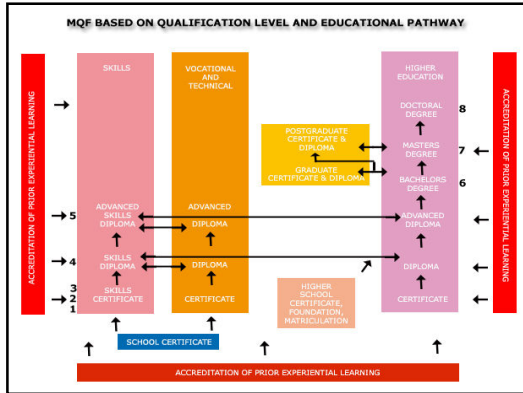 MQF BASED ON QUALIFICATION LEVEL AND EDUCATIONAL PATHWAY
ACCREDITATION OF PRIOR EXPERIENTIAL LEARNING
SKILLS
ADVANCED
SKILLS
DIPLOMA
SKILLS
DIPLOMA
SKILLS
CERTIFICATE
5
4
3
2
1
VOCATIONAL
AND
TECHNICAL
ADVANCED
DIPLOMA
DIPLOMA
CERTIFICATE
SCHOOL CERTIFICATE
POSTGRADUATE
CERTIFICATE &
DIPLOMA
GRADUATE
CERTIFICATE & DIPLOMA
HIGHER
SCHOOL
CERTIFICATE,
FOUNDATION,
MATRICULATION
HIGHER
EDUCATION
DOCTORAL
DEGREE
MASTERS
DEGREE
BACHELORS
DEGREE
ADVANCED
DIPLOMA
DIPLOMA
CERTIFICATE
8
7
6
ACCREDITATION OF PRIOR EXPERIENTIAL LEARNING
ACCREDITATION OF PRIOR EXPERIENTIAL LEARNING